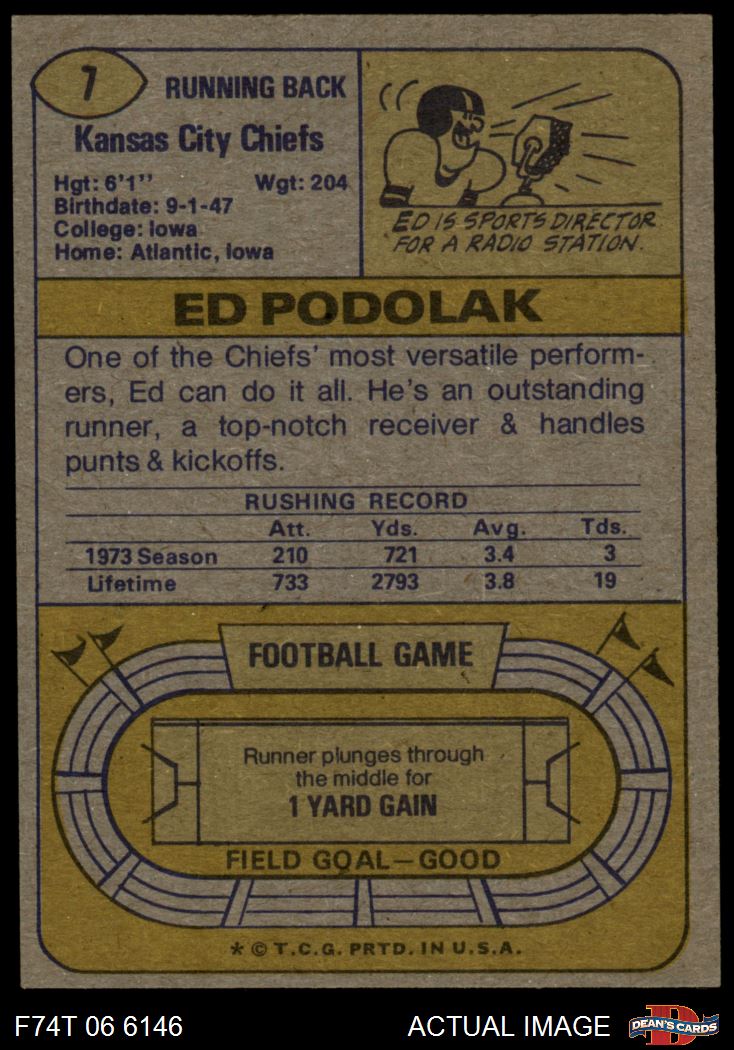 7
RUNNING BACK
Kansas City Chiefs
Hgt: 6'1'' Wgt: 204
Birthdate: 9-1-47
College: Iowa
Home: Atlantic, Iowa
ED IS SPORTS DIRECTOR
FOR A RADIO STATION.
ED PODOLAK
One of the Chiefs' most versatile perform-
ers, Ed can do it all. He's an outstanding
runner, a top-notch receiver & handles
punts & kickoffs.
RUSHING RECORD
Att. Yds. Avg. Tds.
1973 Season 210 721 3.4 3
Lifetime 733 2793 3.8 19
FOOTBALL GAME
Runner plunges through
the middle for
1 YARD GAIN
FIELD GOAL—GOOD
* © T.C.G. PRTD. IN U.S.A.
F74T 06 6146 ACTUAL IMAGE
D
DEAN'S CARDS